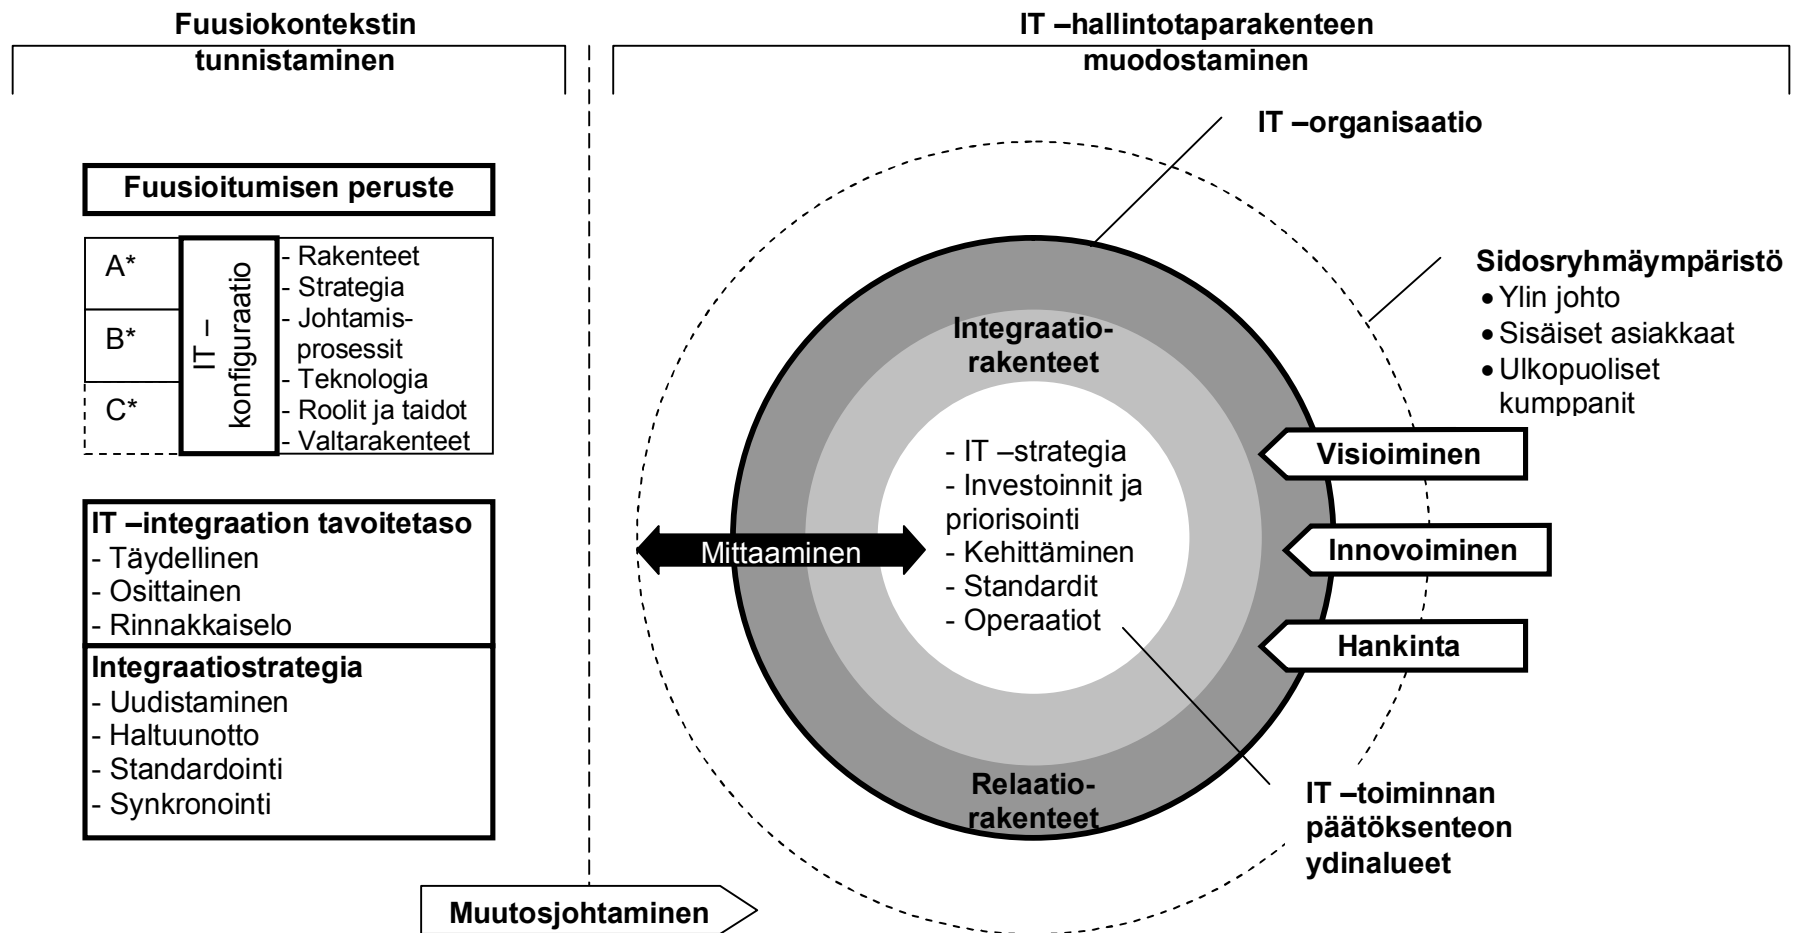 Fuusiokontekstin
tunnistaminen
IT –hallintotaparakenteen
muodostaminen
Fuusioitumisen peruste
A*
B*
C*
IT –
konfiguraatio
- Rakenteet
- Strategia
- Johtamis-
prosessit
- Teknologia
- Roolit ja taidot
- Valtarakenteet
IT –integraation tavoitetaso
- Täydellinen
- Osittainen
- Rinnakkaiselo
Integraatiostrategia
- Uudistaminen
- Haltuunotto
- Standardointi
- Synkronointi
Muutosjohtaminen
IT –organisaatio
Sidosryhmäympäristö
• Ylin johto
• Sisäiset asiakkaat
• Ulkopuoliset
kumppanit
Integraatio-
rakenteet
- IT –strategia
- Investoinnit ja
priorisointi
- Kehittäminen
- Standardit
- Operaatiot
Mittaaminen
Visioiminen
Innovoiminen
Hankinta
Relaatio-
rakenteet
IT –toiminnan
päätöksenteon
ydinalueet